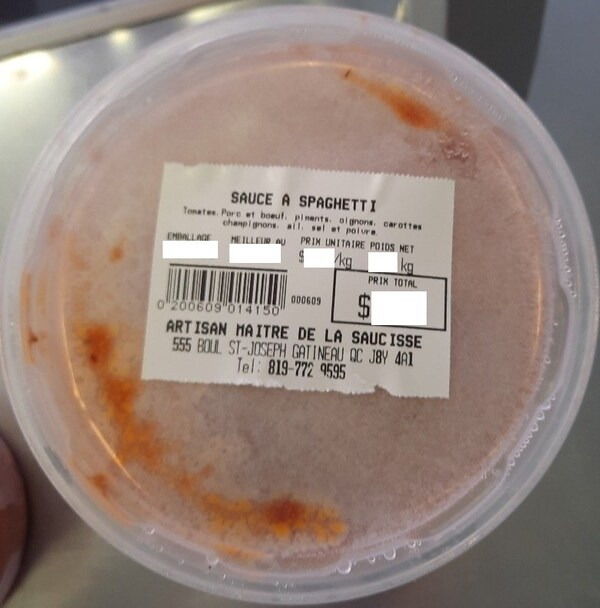 SAUCE A SPAGHETTI
Tomates. Porc et boeuf. piments. oignons. carottes
champignons. ail. sel et poivre.
EMBALLAGE MEILLEUR AU PRIX UNITAIRE POIDS NET
$ /kg kg
PRIX TOTAL
$
0 200609 014150
000609
ARTISAN MAITRE DE LA SAUCISSE
555 BOUL ST-JOSEPH GATINEAU QC J8Y 4A1
Tel: 819-772 9595